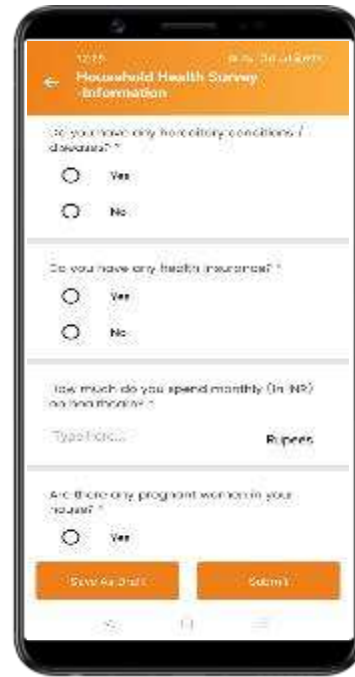 Household Health Survey
-Information
Do you have any hereditory conditions /
diseases? *
Yes
No
Do you have any health insurance? *
Yes
No
How much do you spend monthly (in INR)
on healthcare? *
Type here...
Rupees
Are there any pregnant women in your
house? *
Yes
Save As Draft
Submit